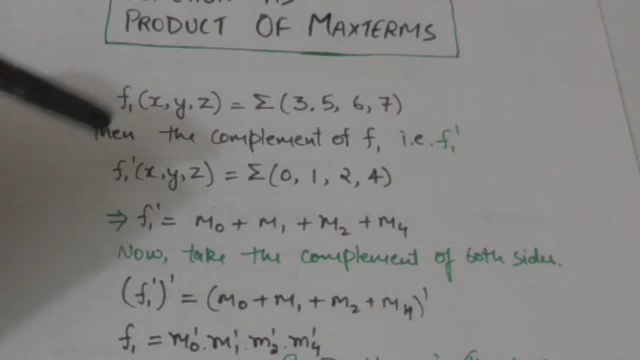 PRODUCT OF MAXTERMS
f₁(x,y,z) = Σ(3,5,6,7)
Then the complement of f₁ i.e. f₁'
f₁'(x,y,z) = Σ(0,1,2,4)
⇒ f₁' = m₀ + m₁ + m₂ + m₄
Now, take the complement of both sides.
(f₁')' = (m₀ + m₁ + m₂ + m₄)'
f₁ = m₀'.m₁'.m₂'.m₄'